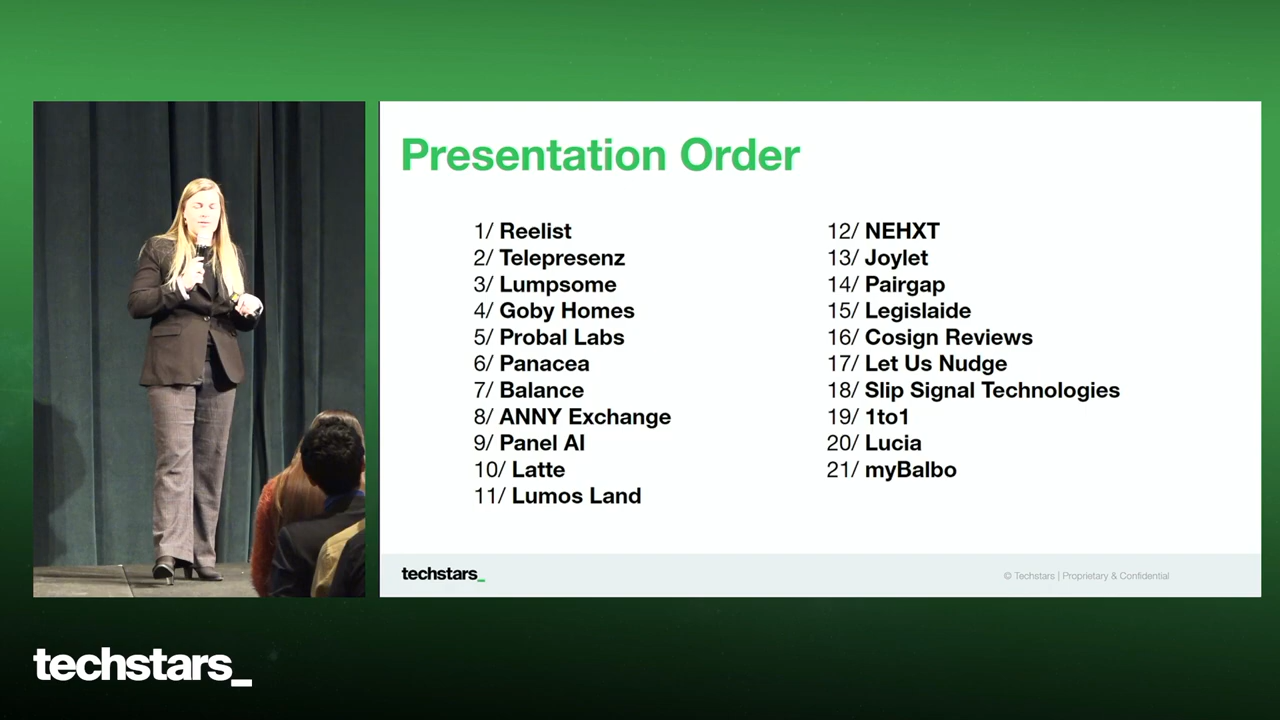 Presentation Order
1/ Reelist
2/ Telepresenz
3/ Lumpsome
4/ Goby Homes
5/ Probal Labs
6/ Panacea
7/ Balance
8/ ANNY Exchange
9/ Panel AI
10/ Latte
11/ Lumos Land
12/ NEHXT
13/ Joylet
14/ Pairgap
15/ Legislaide
16/ Cosign Reviews
17/ Let Us Nudge
18/ Slip Signal Technologies
19/ 1to1
20/ Lucia
21/ myBalbo
techstars_
© Techstars | Proprietary & Confidential
techstars_